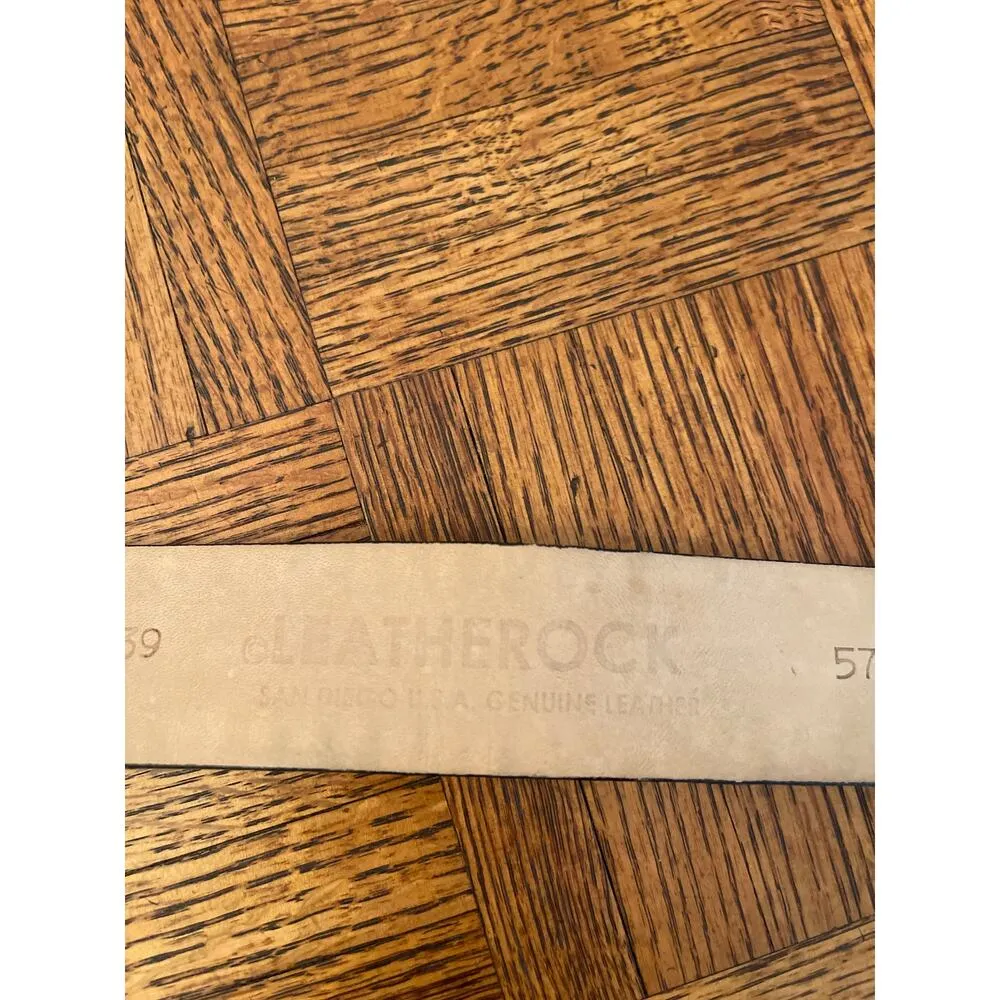 39 ©LEATHEROCK 57
SAN DIEGO U.S.A. GENUINE LEATHER